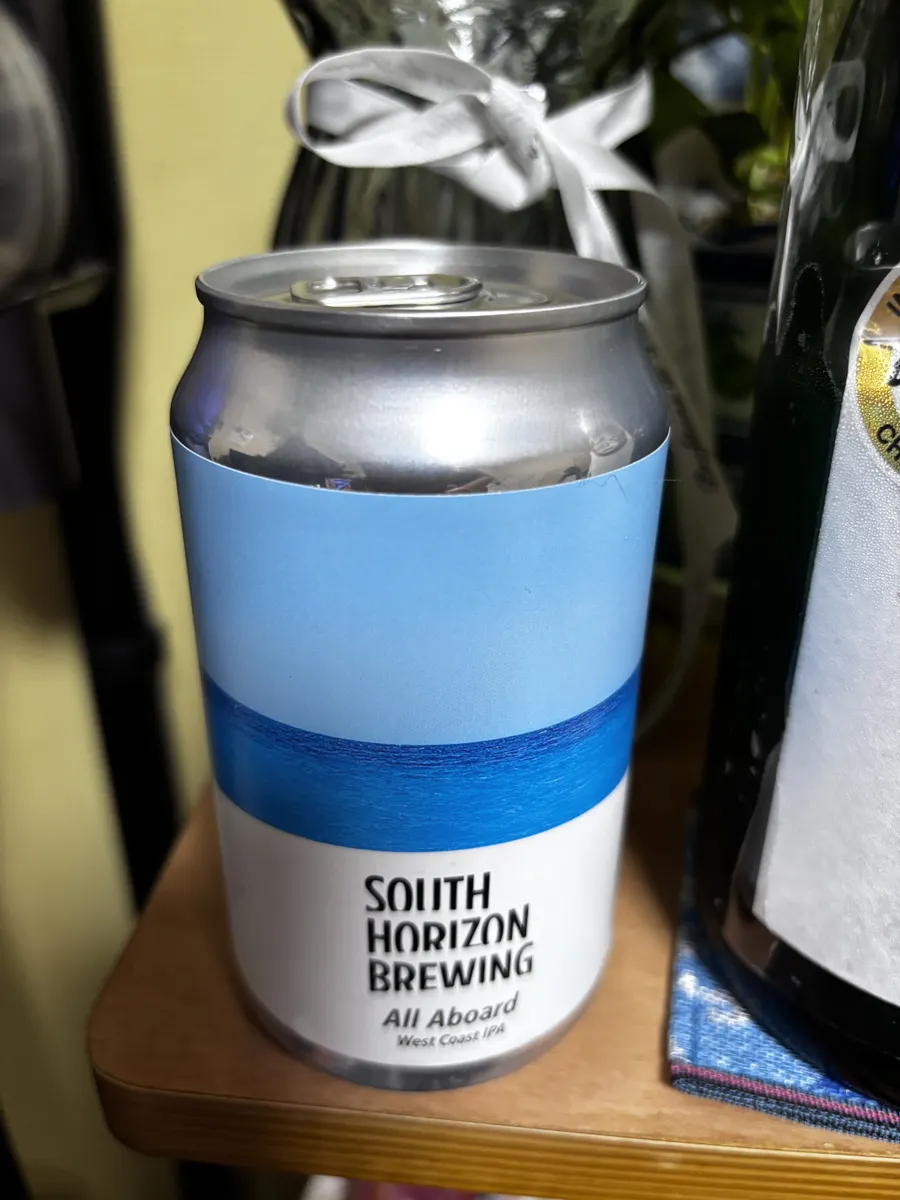 SOUTH
HORIZON
BREWING
All Aboard
West Coast IPA